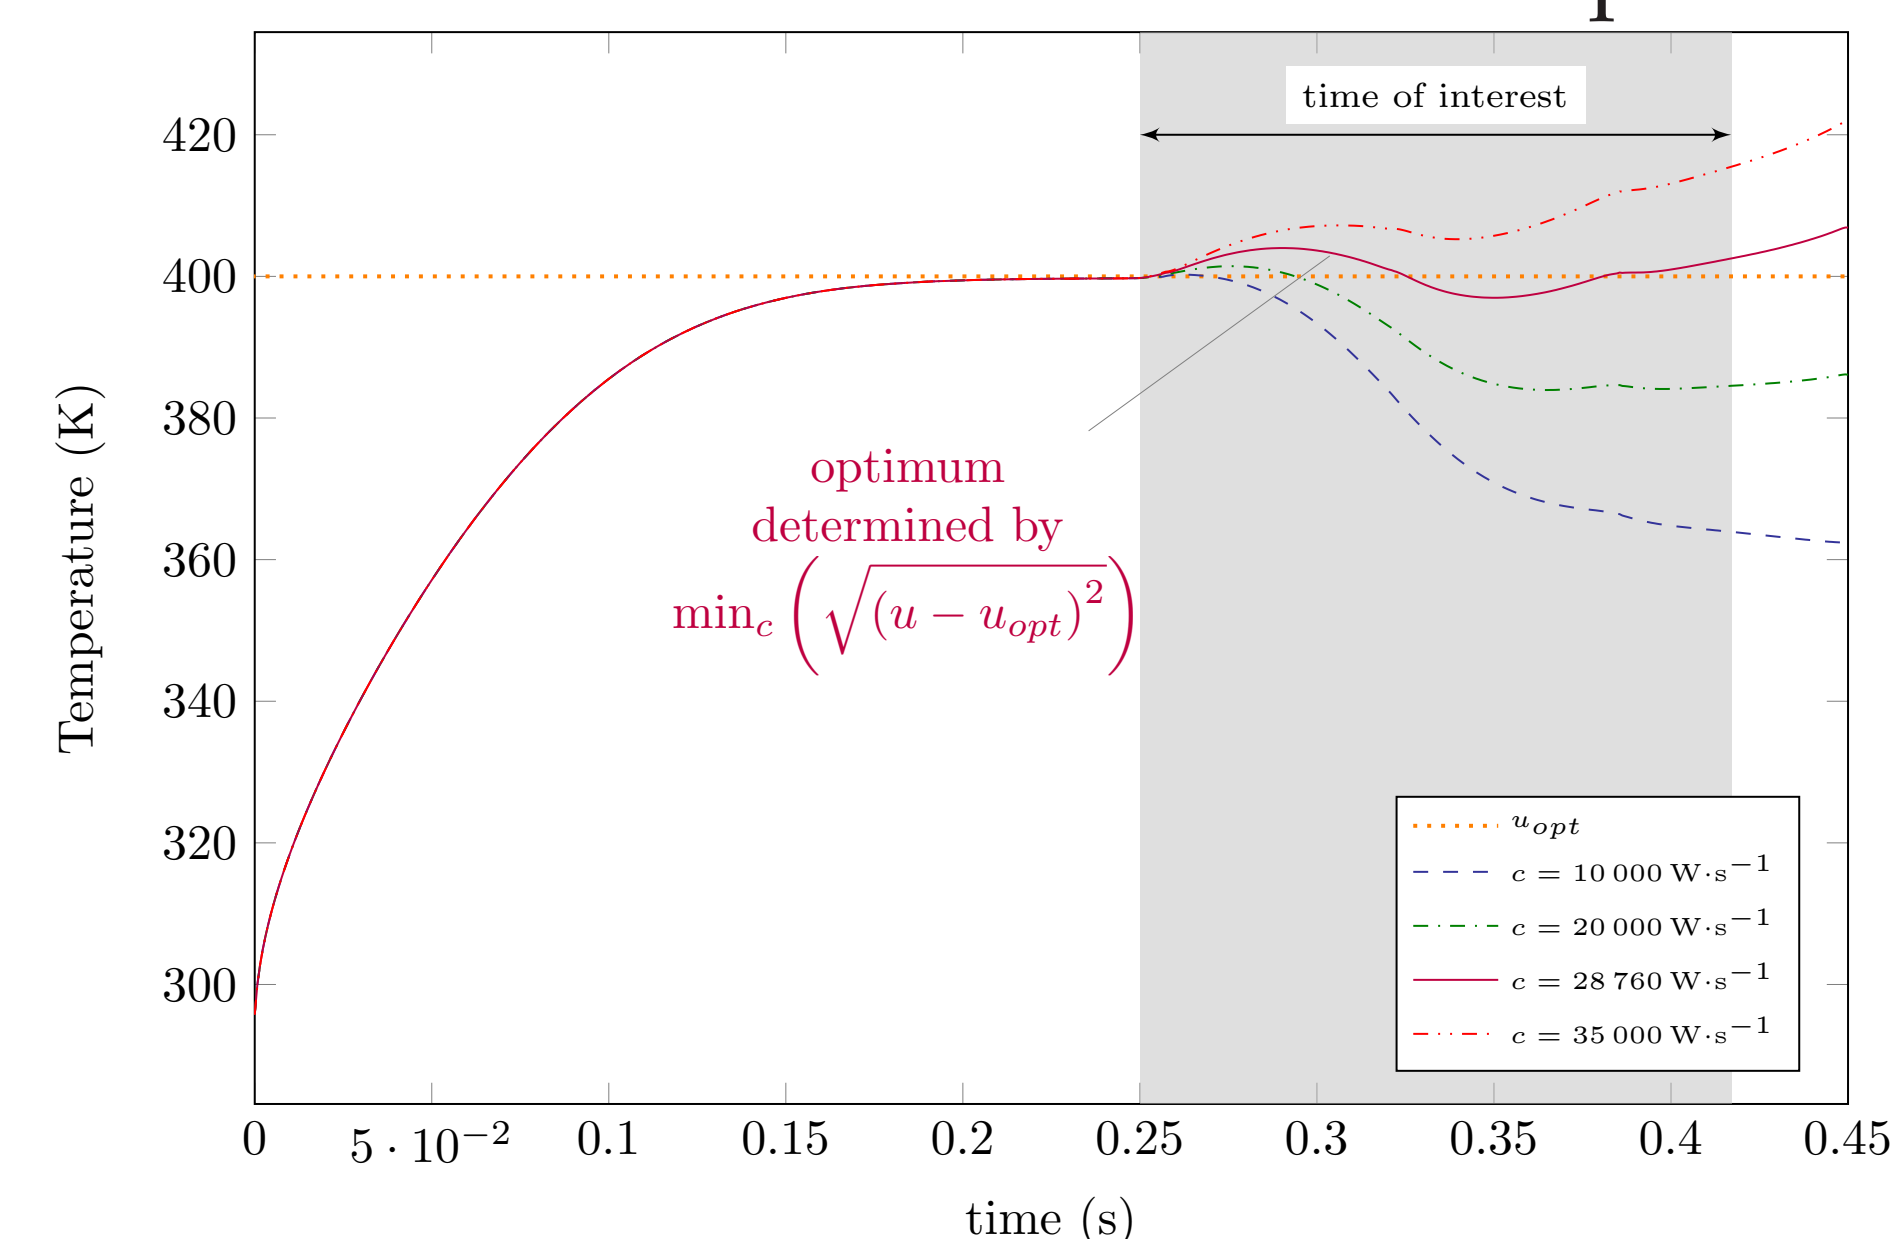 time of interest
420
400
380
360
340
320
300
Temperature (K)
optimum
determined by
min_c (√(u − u_opt)²)
u_opt
c = 10 000 W·s⁻¹
c = 20 000 W·s⁻¹
c = 28 760 W·s⁻¹
c = 35 000 W·s⁻¹
0 5·10⁻² 0.1 0.15 0.2 0.25 0.3 0.35 0.4 0.45
time (s)